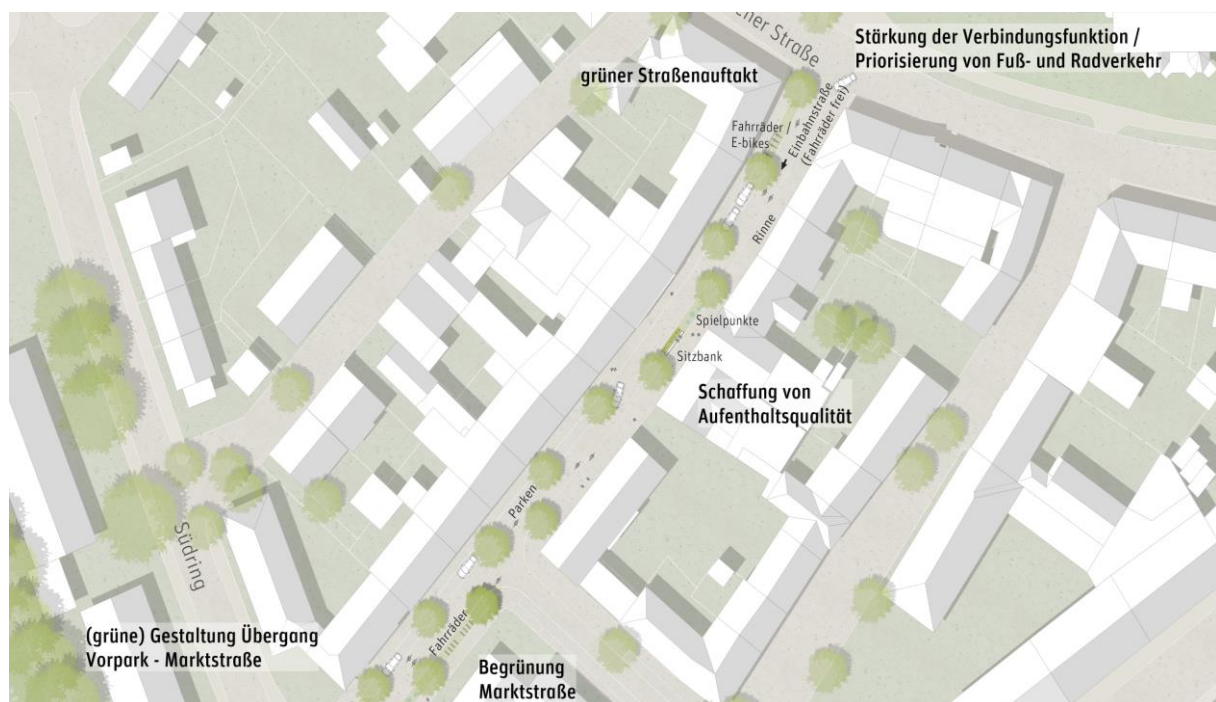 Stärkung der Verbindungsfunktion /
Priorisierung von Fuß- und Radverkehr
ener Straße
grüner Straßenauftakt
Fahrräder /
E-bikes
Einbahnstraße
(Fahrräder frei)
Rinne
Spielpunkte
Sitzbank
Schaffung von
Aufenthaltsqualität
Parken
Südring
Fahrräder
(grüne) Gestaltung Übergang
Vorpark - Marktstraße
Begrünung
Marktstraße